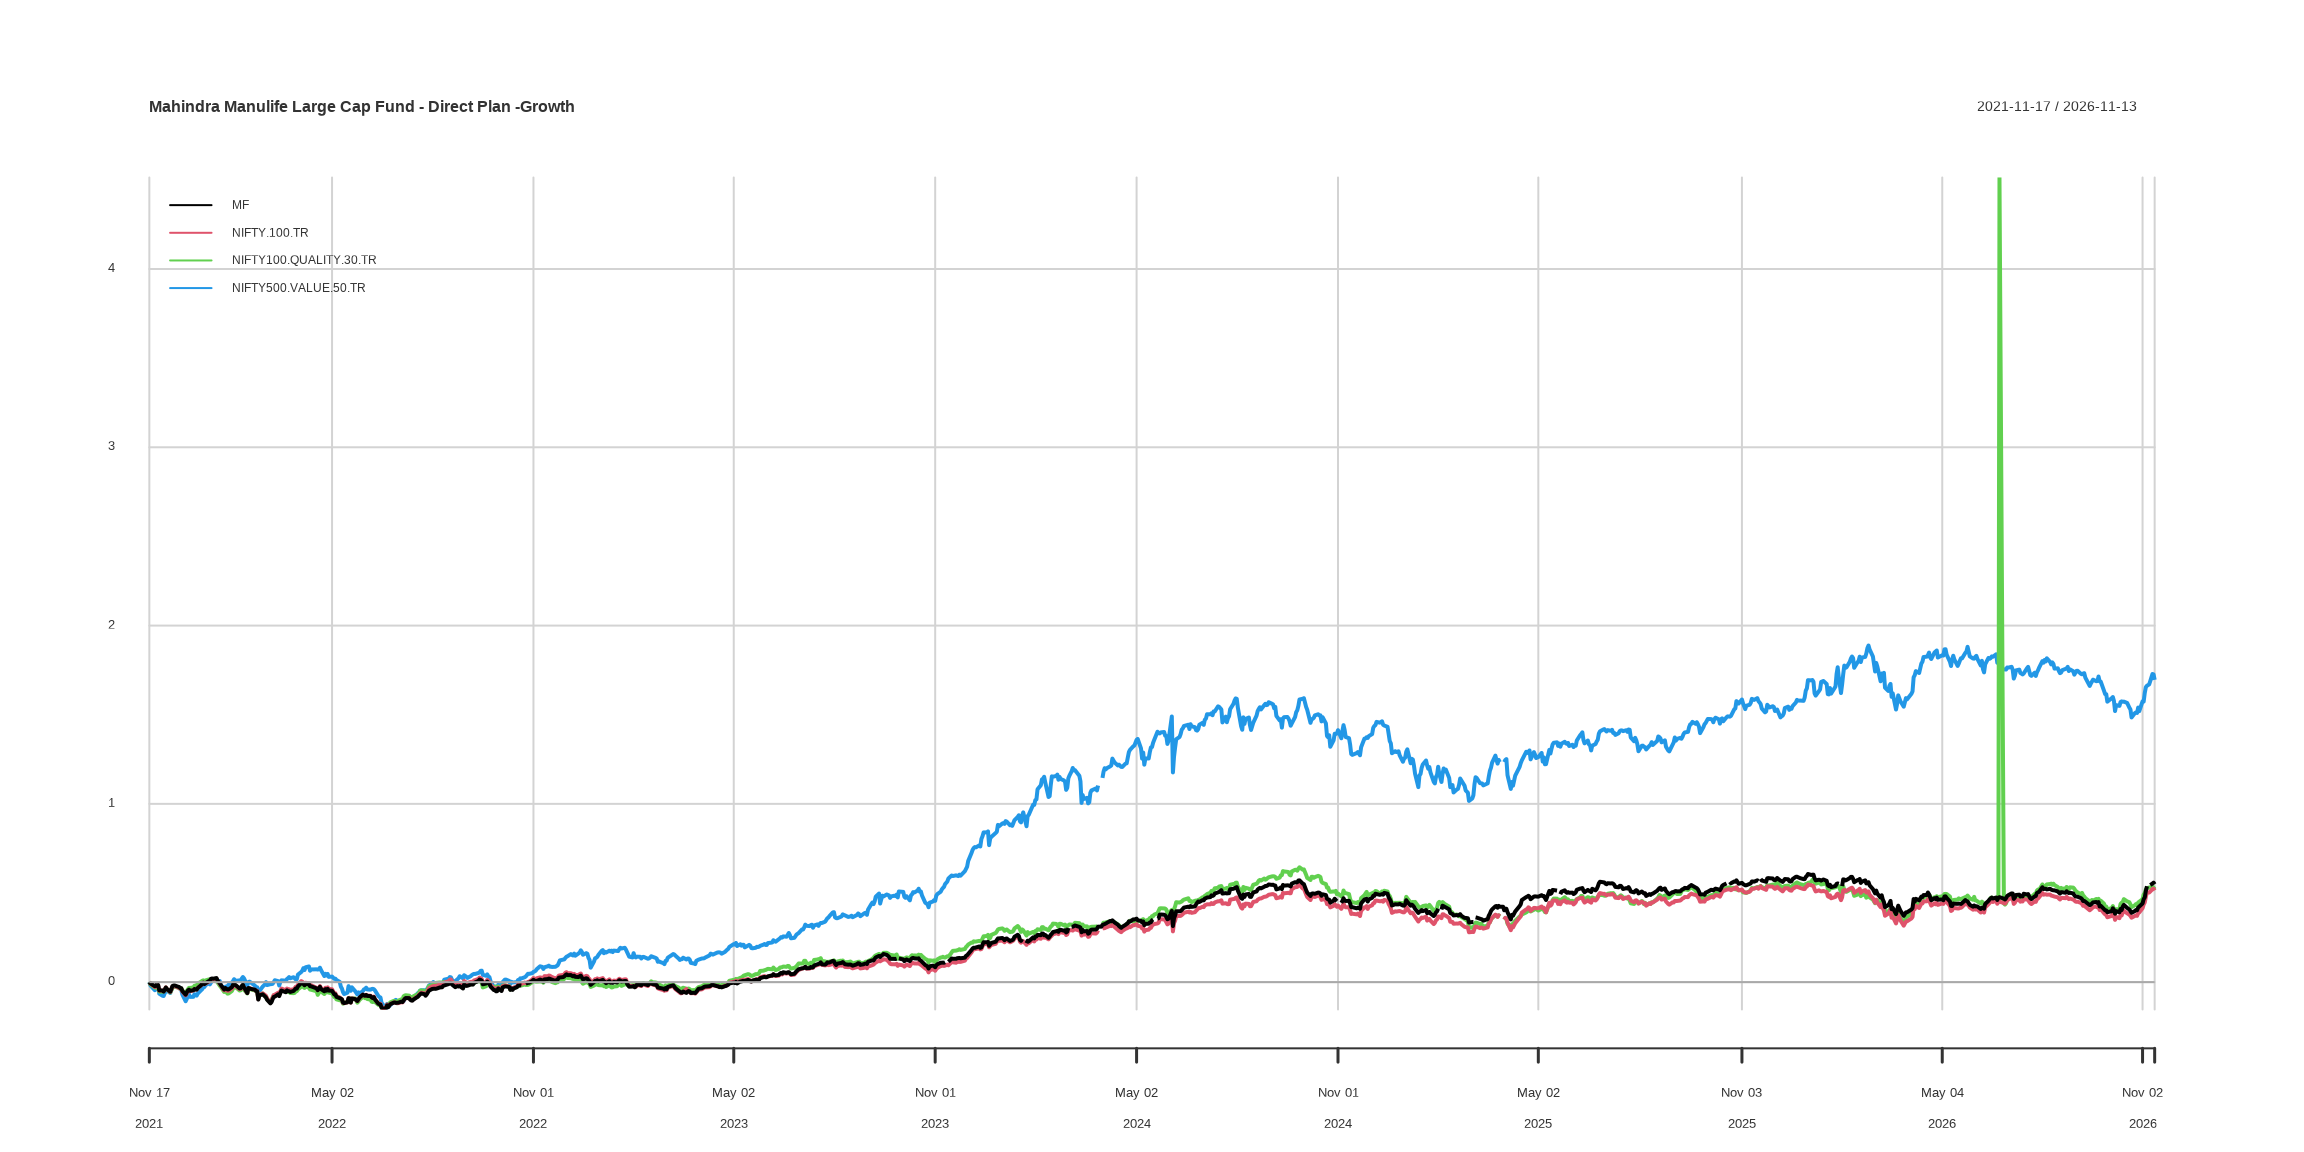 Mahindra Manulife Large Cap Fund - Direct Plan -Growth
2021-11-17 / 2026-11-13
MF
NIFTY.100.TR
NIFTY100.QUALITY.30.TR
NIFTY500.VALUE.50.TR
4
3
2
1
0
Nov 17 May 02 Nov 01 May 02 Nov 01 May 02 Nov 01 May 02 Nov 03 May 04 Nov 02
2021 2022 2022 2023 2023 2024 2024 2025 2025 2026 2026